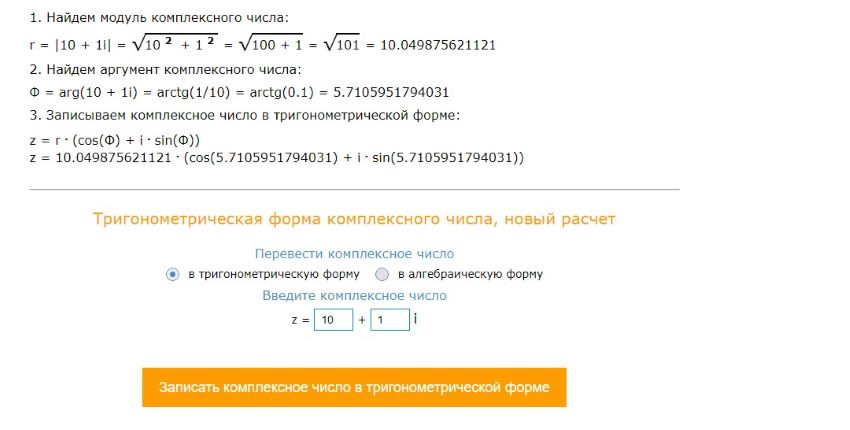 1. Найдем модуль комплексного числа:
r = |10 + 1i| = √10 ² + 1 ² = √100 + 1 = √101 = 10.049875621121
2. Найдем аргумент комплексного числа:
Φ = arg(10 + 1i) = arctg(1/10) = arctg(0.1) = 5.7105951794031
3. Записываем комплексное число в тригонометрической форме:
z = r · (cos(Φ) + i · sin(Φ))
z = 10.049875621121 · (cos(5.7105951794031) + i · sin(5.7105951794031))
Тригонометрическая форма комплексного числа, новый расчет
Перевести комплексное число
в тригонометрическую форму в алгебраическую форму
Введите комплексное число
z = 10 + 1 i
Записать комплексное число в тригонометрической форме